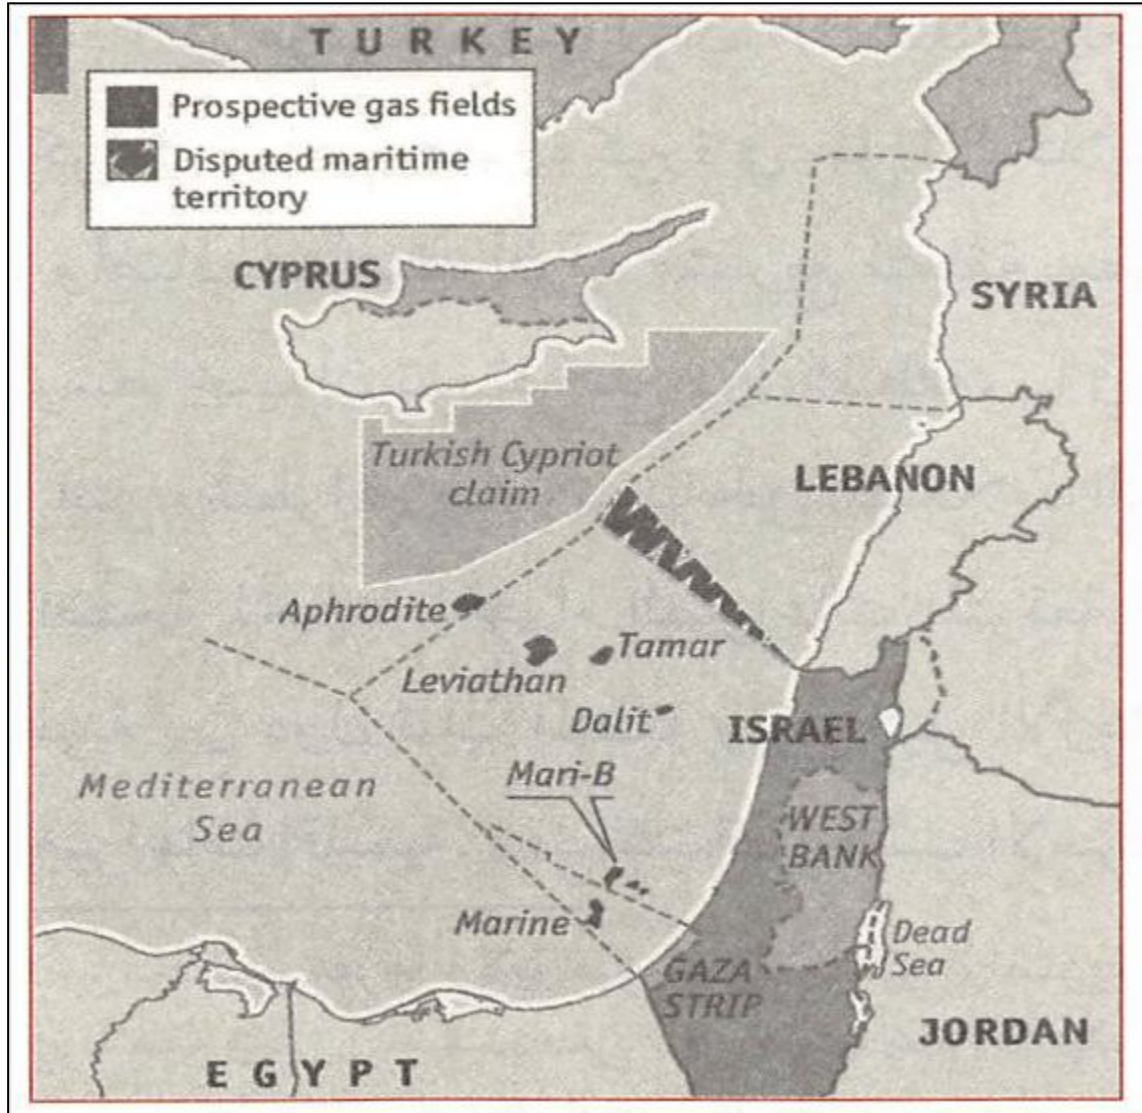 TURKEY
Prospective gas fields
Disputed maritime
territory
CYPRUS
SYRIA
Turkish Cypriot
claim
LEBANON
Aphrodite
Tamar
Leviathan
Dalit
ISRAEL
Mari-B
Mediterranean
Sea
WEST
BANK
Marine
Dead
Sea
GAZA
STRIP
JORDAN
EGYPT